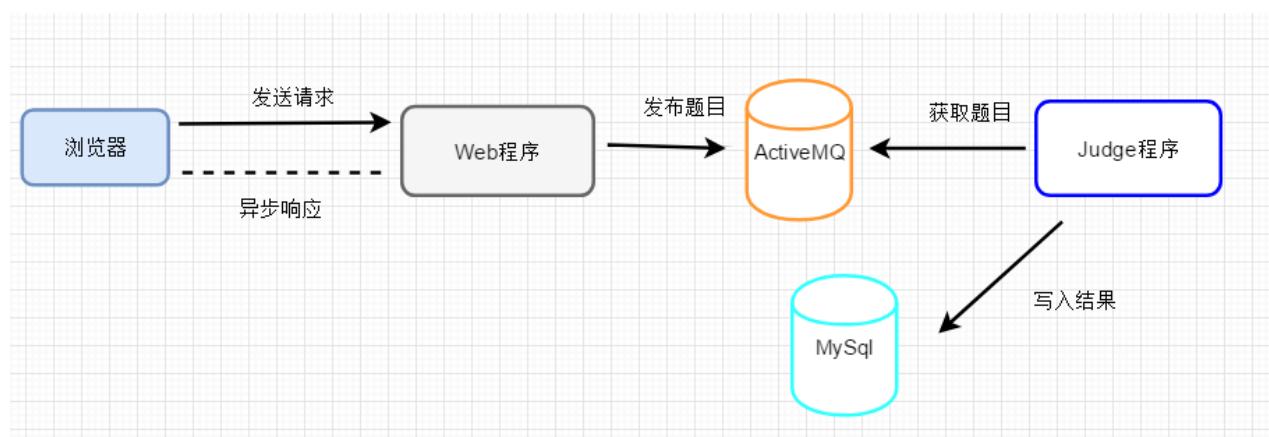 浏览器
发送请求
异步响应
Web程序
发布题目
ActiveMQ
获取题目
Judge程序
写入结果
MySql